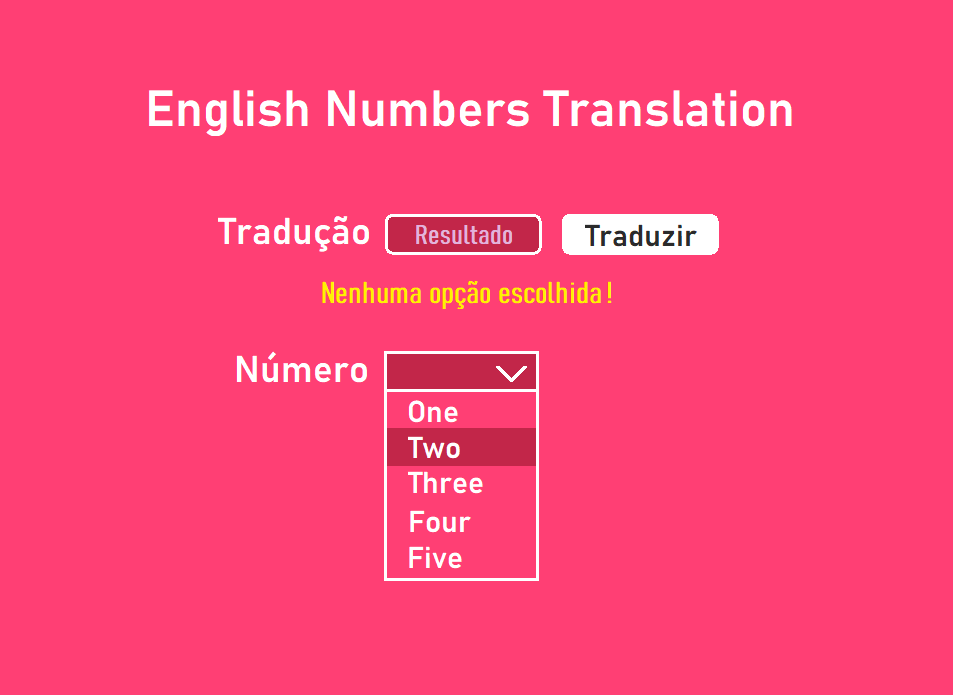 English Numbers Translation
Tradução Resultado Traduzir
Nenhuma opção escolhida!
Número
One
Two
Three
Four
Five